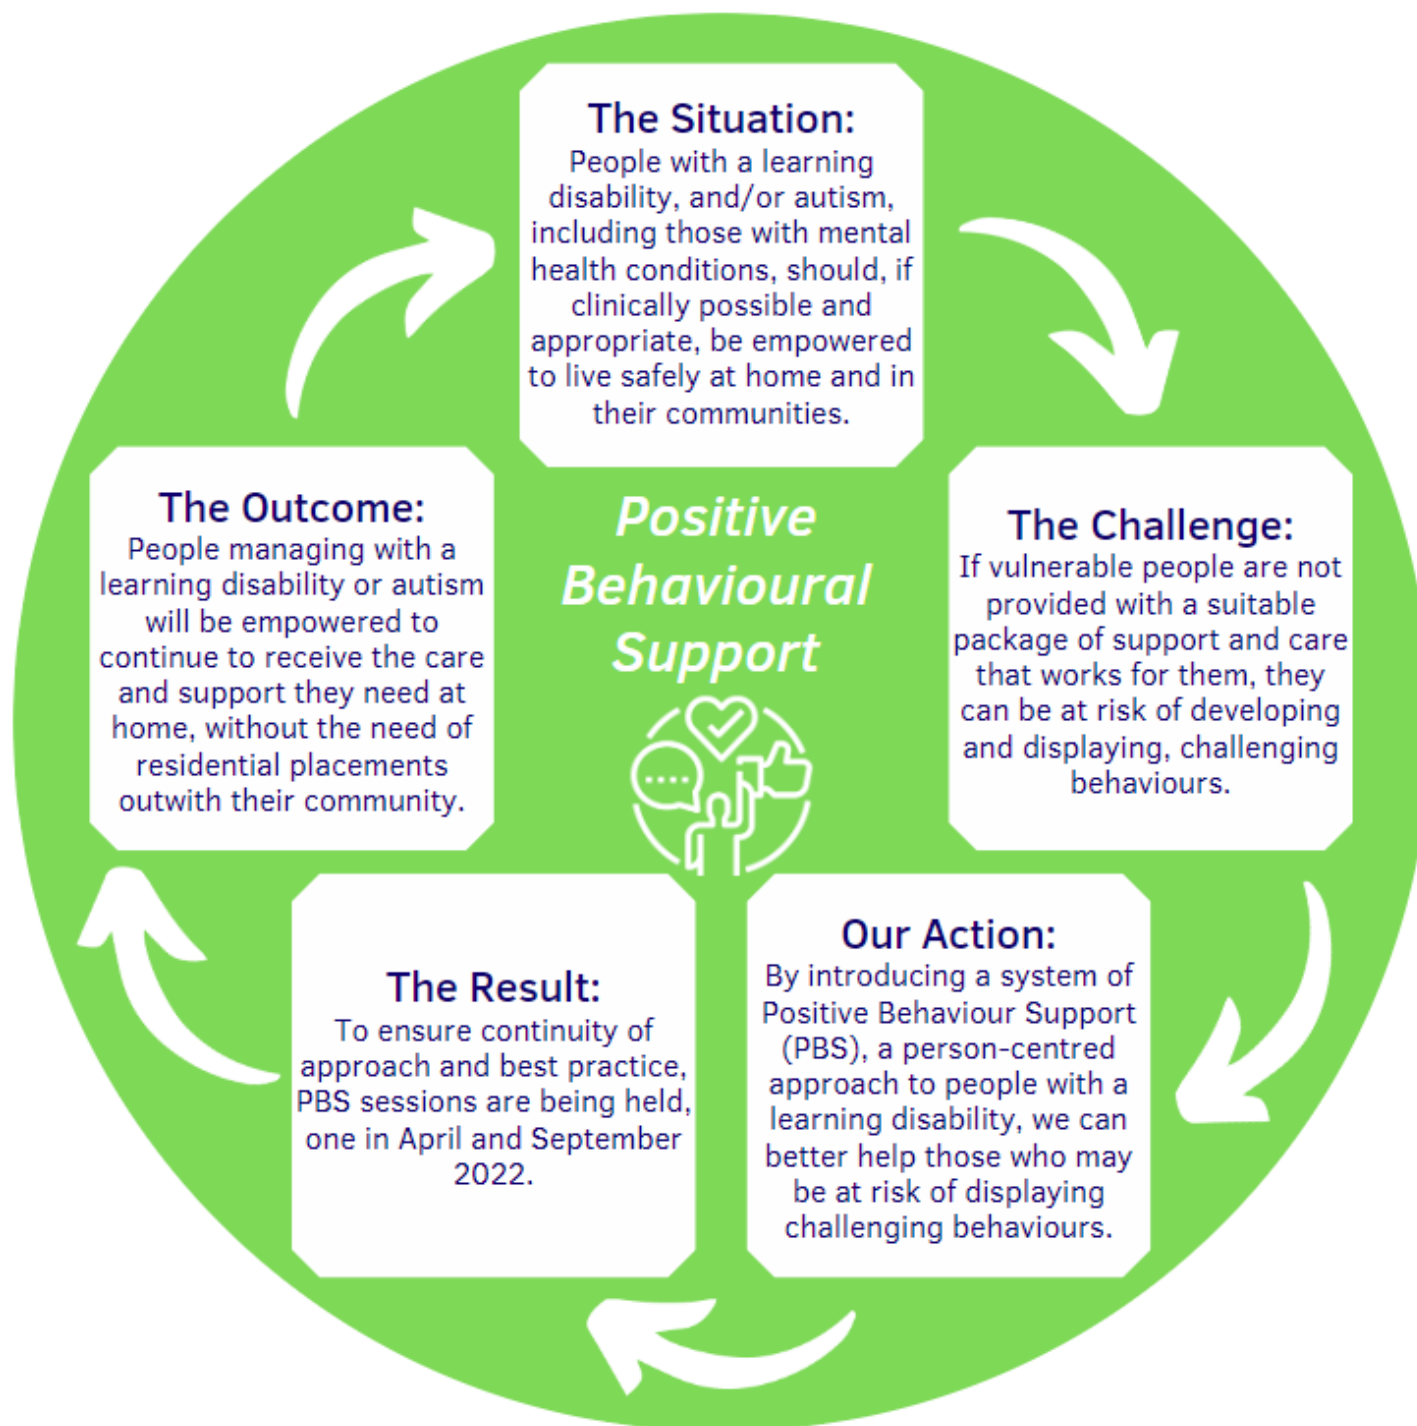 The Situation:
People with a learning
disability, and/or autism,
including those with mental
health conditions, should, if
clinically possible and
appropriate, be empowered
to live safely at home and in
their communities.
Positive
Behavioural
Support
The Challenge:
If vulnerable people are not
provided with a suitable
package of support and care
that works for them, they
can be at risk of developing
and displaying, challenging
behaviours.
Our Action:
By introducing a system of
Positive Behaviour Support
(PBS), a person-centred
approach to people with a
learning disability, we can
better help those who may
be at risk of displaying
challenging behaviours.
The Result:
To ensure continuity of
approach and best practice,
PBS sessions are being held,
one in April and September
2022.
The Outcome:
People managing with a
learning disability or autism
will be empowered to
continue to receive the care
and support they need at
home, without the need of
residential placements
outwith their community.